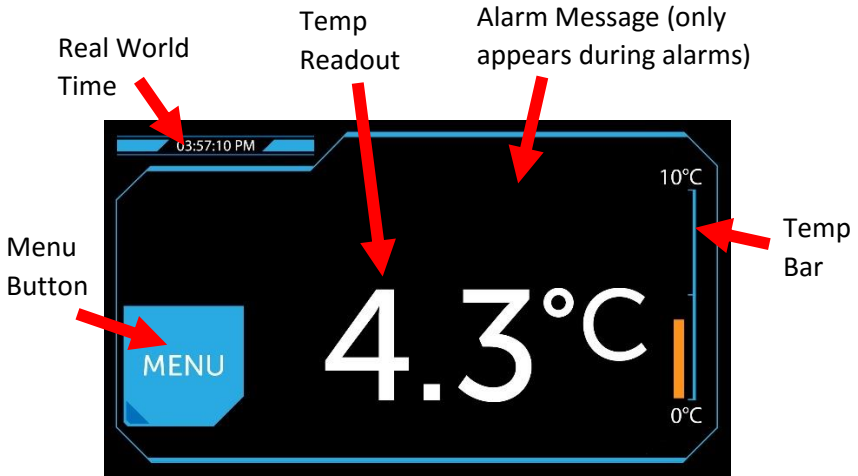 Real World
Time
Temp
Readout
Alarm Message (only
appears during alarms)
03:57:10 PM
10°C
Temp
Bar
Menu
Button
4.3°C
MENU
0°C